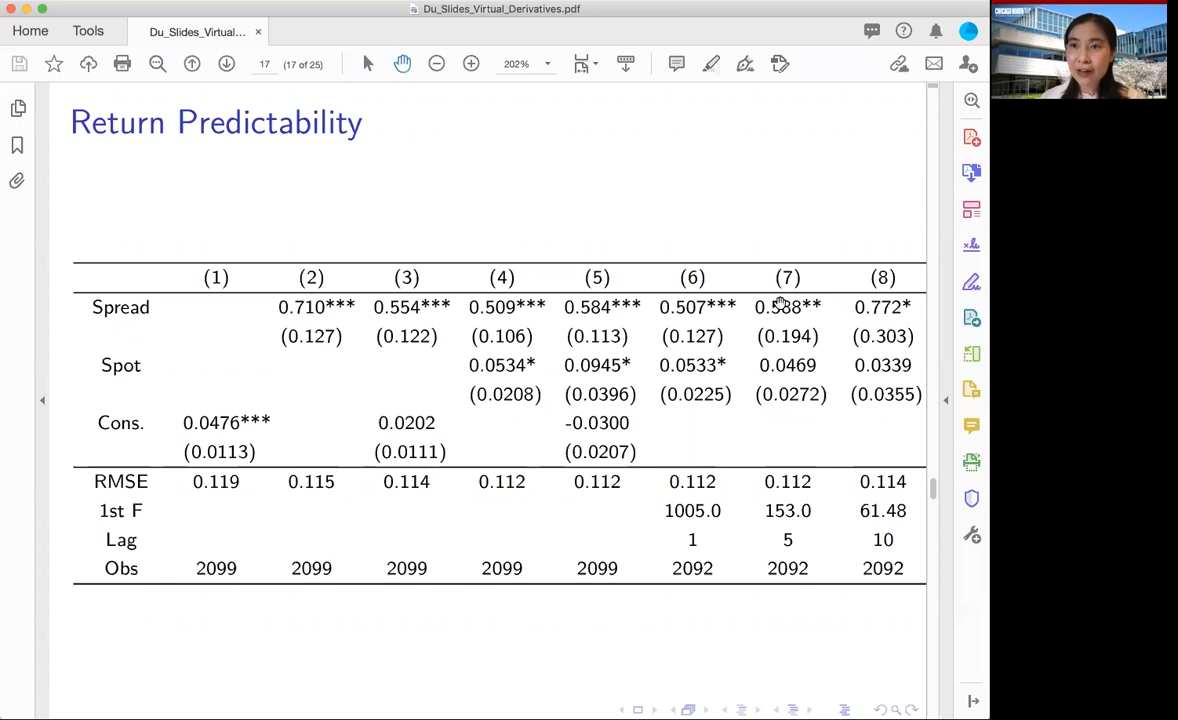 Du_Slides_Virtual_Derivatives.pdf
Home Tools Du_Slides_Virtual... ×
17 (17 of 25) 202%
CHICAGO BOOTH
Return Predictability
(1) (2) (3) (4) (5) (6) (7) (8)
Spread 0.710*** 0.554*** 0.509*** 0.584*** 0.507*** 0.772*
(0.127) (0.122) (0.106) (0.113) (0.127) (0.194) (0.303)
Spot 0.0534* 0.0945* 0.0533* 0.0469 0.0339
(0.0208) (0.0396) (0.0225) (0.0272) (0.0355)
Cons. 0.0476*** 0.0202 -0.0300
(0.0113) (0.0111) (0.0207)
RMSE 0.119 0.115 0.114 0.112 0.112 0.112 0.112 0.114
1st F 1005.0 153.0 61.48
Lag 1 5 10
Obs 2099 2099 2099 2099 2099 2092 2092 2092